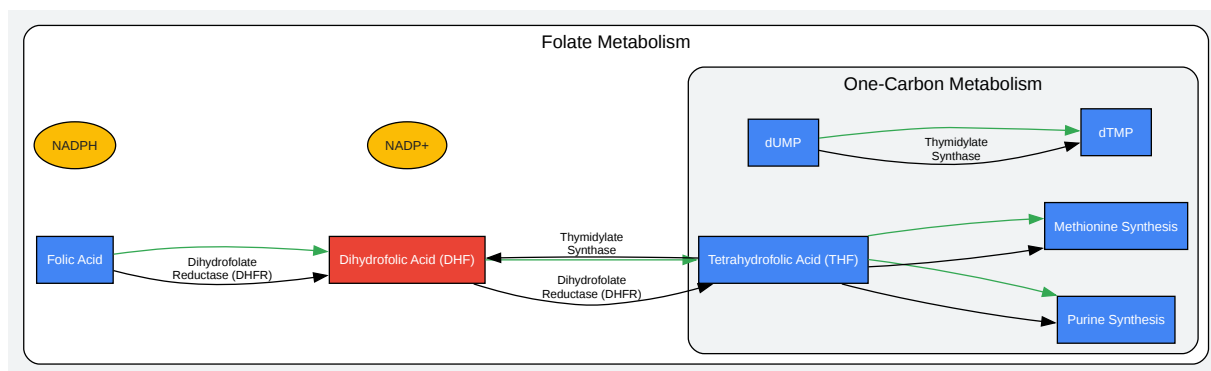 Folate Metabolism
One-Carbon Metabolism
NADPH
NADP+
dUMP
Thymidylate
Synthase
dTMP
Folic Acid
Dihydrofolate
Reductase (DHFR)
Dihydrofolic Acid (DHF)
Thymidylate
Synthase
Dihydrofolate
Reductase (DHFR)
Tetrahydrofolic Acid (THF)
Methionine Synthesis
Purine Synthesis